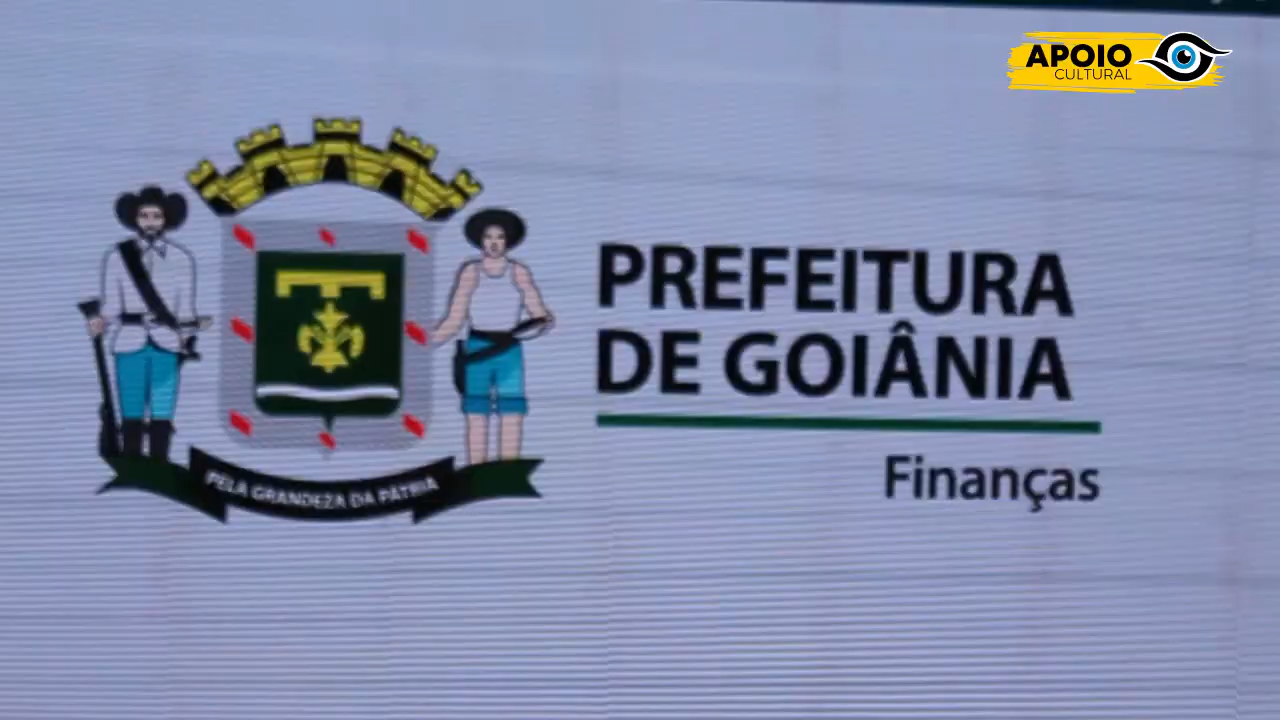 APOIO
CULTURAL
PREFEITURA
DE GOIÂNIA
Finanças
PELA GRANDEZA DA PÁTRIA